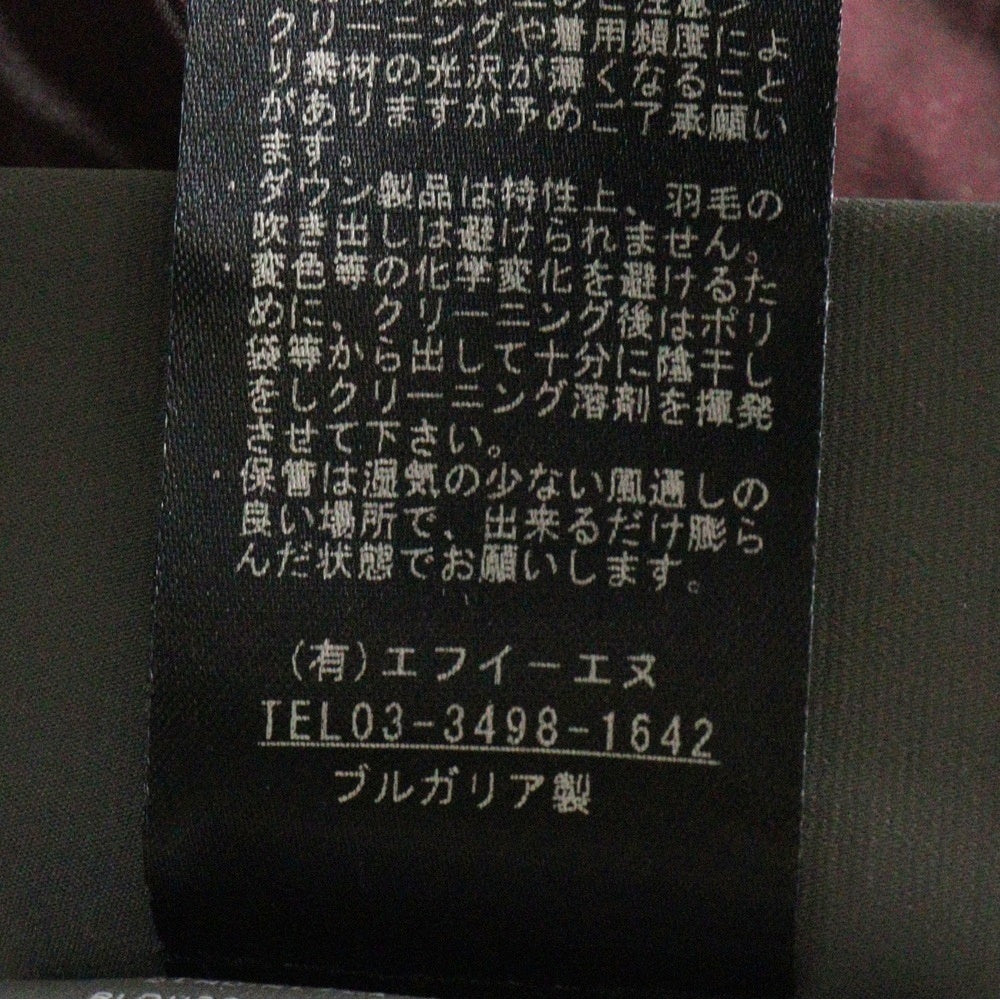 クリーニングや着用頻度によ
り素材の光沢が薄くなること
がありますが予めご了承願い
ます。
・ダウン製品は特性上、羽毛の
吹き出しは避けられません。
・変色等の化学変化を避けるた
めに、クリーニング後はポリ
袋等から出して十分に陰干し
をしクリーニング溶剤を揮発
させて下さい。
・保管は湿気の少ない風通しの
良い場所で、出来るだけ膨ら
んだ状態でお願いします。
(有)エフイーエヌ
TEL03-3498-1642
ブルガリア製